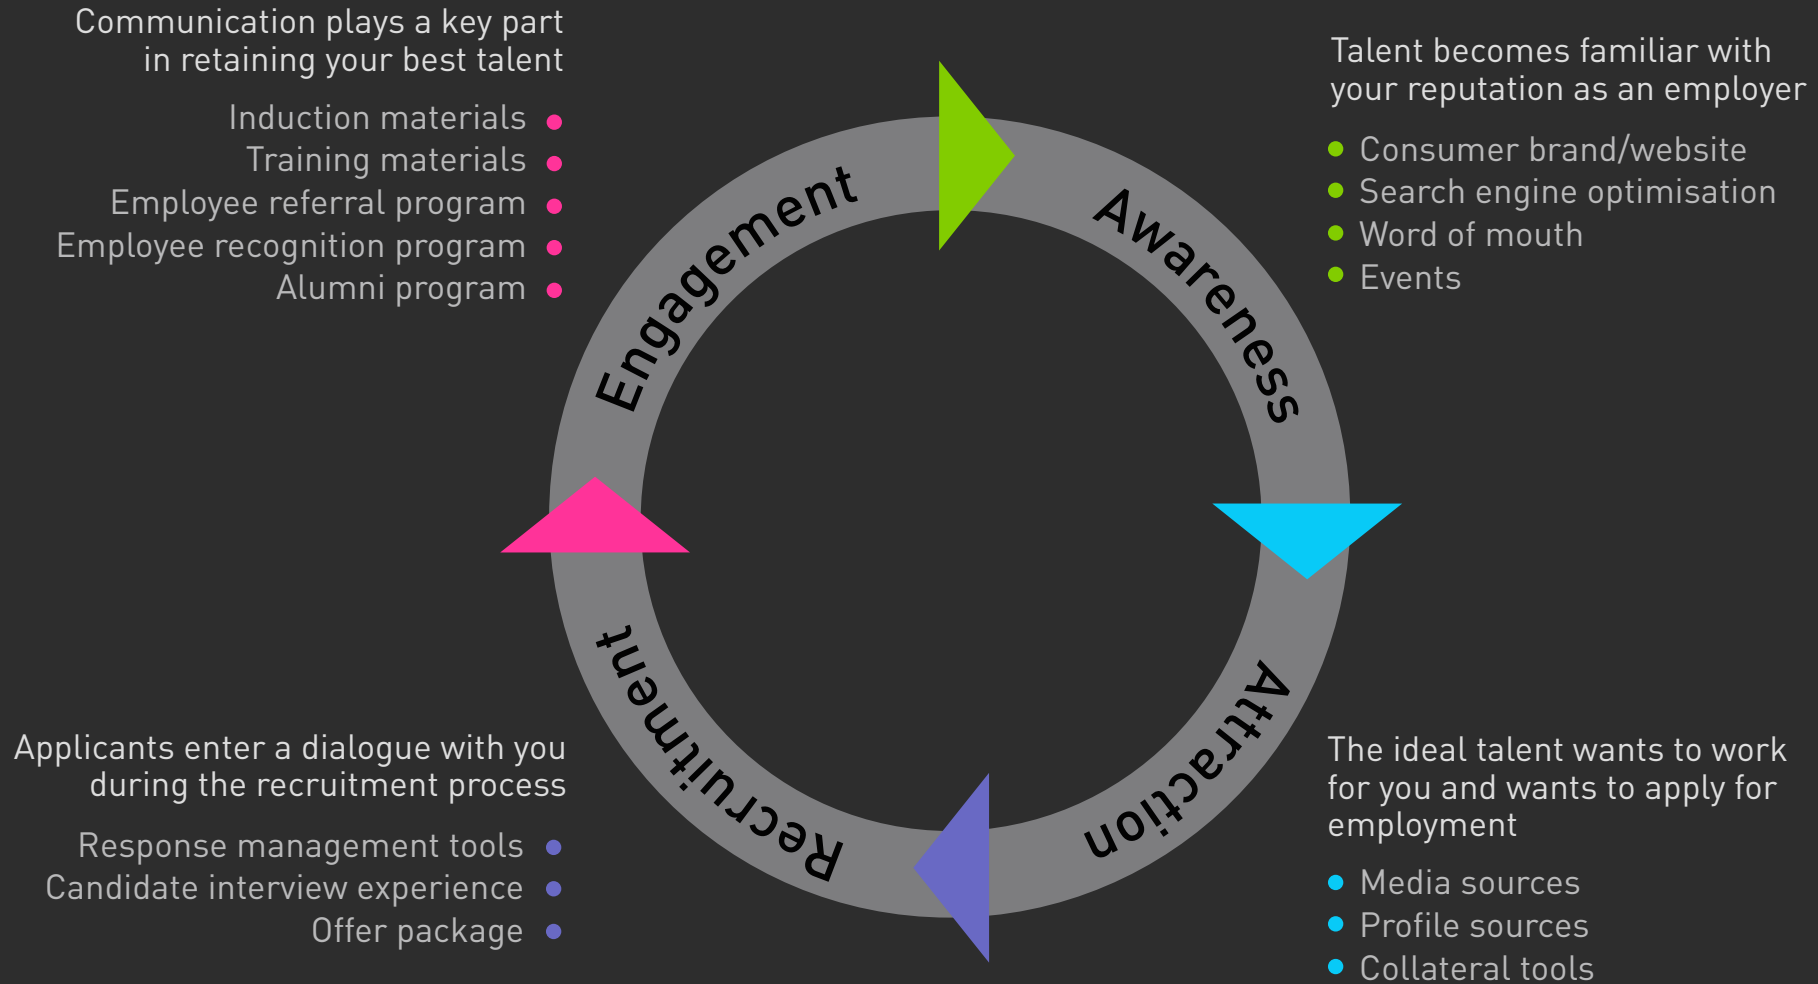 Communication plays a key part
in retaining your best talent
Induction materials
Training materials
Employee referral program
Employee recognition program
Alumni program
Talent becomes familiar with
your reputation as an employer
Consumer brand/website
Search engine optimisation
Word of mouth
Events
Engagement
Awareness
Attraction
Recruitment
Applicants enter a dialogue with you
during the recruitment process
Response management tools
Candidate interview experience
Offer package
The ideal talent wants to work
for you and wants to apply for
employment
Media sources
Profile sources
Collateral tools